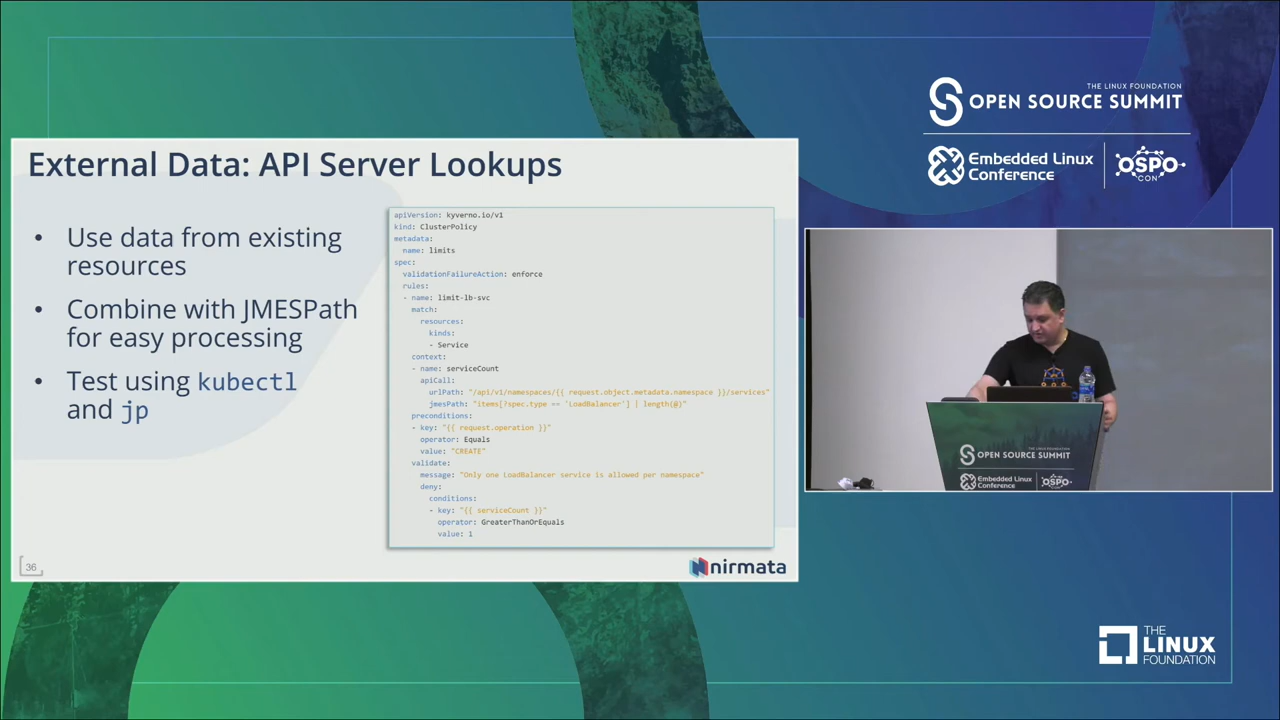 THE LINUX FOUNDATION
OPEN SOURCE SUMMIT
Embedded Linux
Conference
OSPO
CON
External Data: API Server Lookups
• Use data from existing
resources
• Combine with JMESPath
for easy processing
• Test using kubectl
and jp
apiVersion: kyverno.io/v1
kind: ClusterPolicy
metadata:
  name: limits
spec:
  validationFailureAction: enforce
  rules:
  - name: limit-lb-svc
    match:
      resources:
        kinds:
        - Service
    context:
    - name: serviceCount
      apiCall:
        urlPath: "/api/v1/namespaces/{{ request.object.metadata.namespace }}/services"
        jmesPath: "items[?spec.type == 'LoadBalancer'] | length(@)"
    preconditions:
    - key: "{{ request.operation }}"
      operator: Equals
      value: "CREATE"
    validate:
      message: "Only one LoadBalancer service is allowed per namespace"
      deny:
        conditions:
        - key: "{{ serviceCount }}"
          operator: GreaterThanOrEquals
          value: 1
36
nirmata
OPEN SOURCE SUMMIT
Embedded Linux
Conference
OSPO
CON
THE
LINUX
FOUNDATION